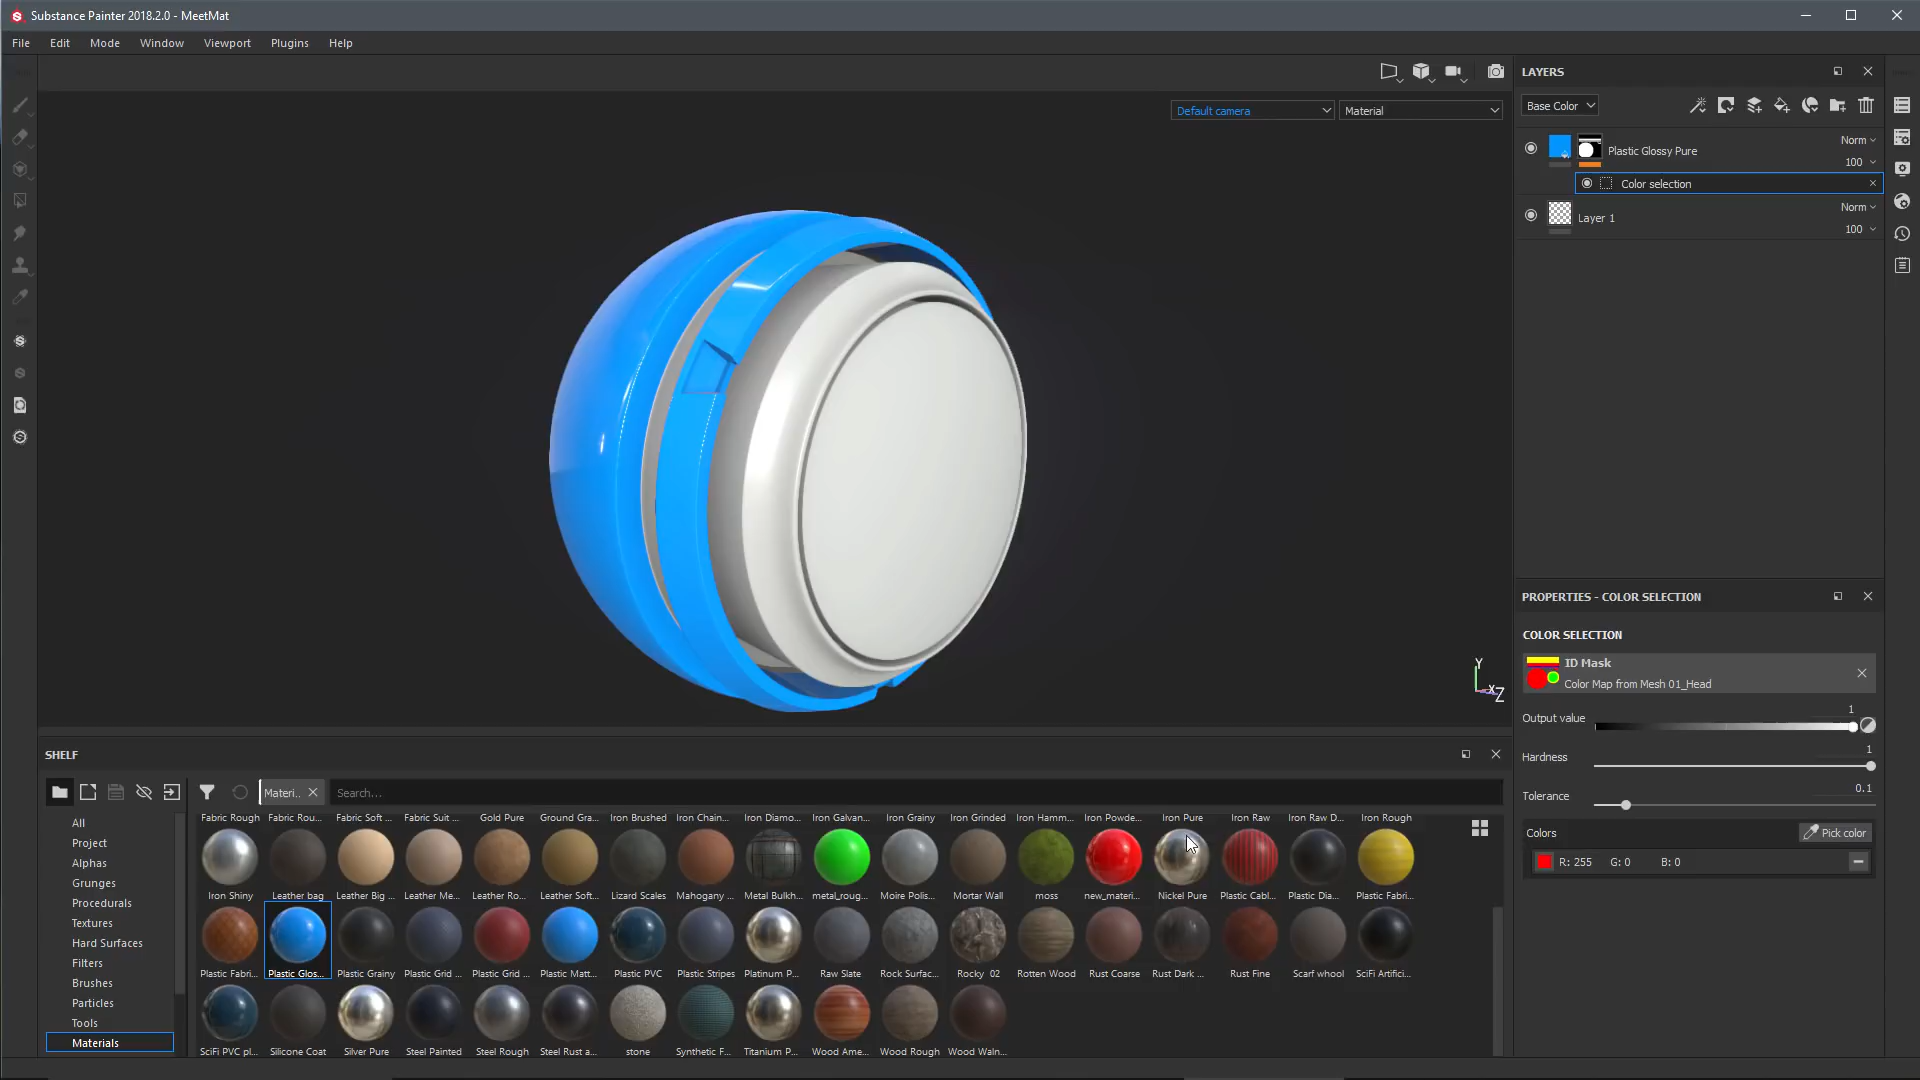 Substance Painter 2018.2.0 - MeetMat
File Edit Mode Window Viewport Plugins Help
Default camera Material
LAYERS
Base Color
Plastic Glossy Pure Norm 100
Color selection
Layer 1 Norm 100
Y
X
Z
PROPERTIES - COLOR SELECTION
COLOR SELECTION
ID Mask
Color Map from Mesh 01_Head
Output value 1
Hardness 1
Tolerance 0.1
Colors Pick color
R: 255 G: 0 B: 0
SHELF
Materi.. Search...
All
Project
Alphas
Grunges
Procedurals
Textures
Hard Surfaces
Filters
Brushes
Particles
Tools
Materials
Fabric Rough Fabric Rou... Fabric Soft ... Fabric Suit ... Gold Pure Ground Gra... Iron Brushed Iron Chain... Iron Diamo... Iron Galvan... Iron Grainy Iron Grinded Iron Hamm... Iron Powde... Iron Pure Iron Raw Iron Raw D... Iron Rough
Iron Shiny Leather bag Leather Big ... Leather Me... Leather Ro... Leather Soft... Lizard Scales Mahogany ... Metal Bulkh... metal_roug... Moire Polis... Mortar Wall moss new_materi... Nickel Pure Plastic Cabl... Plastic Dia... Plastic Fabri...
Plastic Fabri... Plastic Glos... Plastic Grainy Plastic Grid ... Plastic Grid ... Plastic Matt... Plastic PVC Plastic Stripes Platinum P... Raw Slate Rock Surfac... Rocky 02 Rotten Wood Rust Coarse Rust Dark ... Rust Fine Scarf whool SciFi Artifici...
SciFi PVC pl... Silicone Coat Silver Pure Steel Painted Steel Rough Steel Rust a... stone Synthetic F... Titanium P... Wood Ame... Wood Rough Wood Waln...